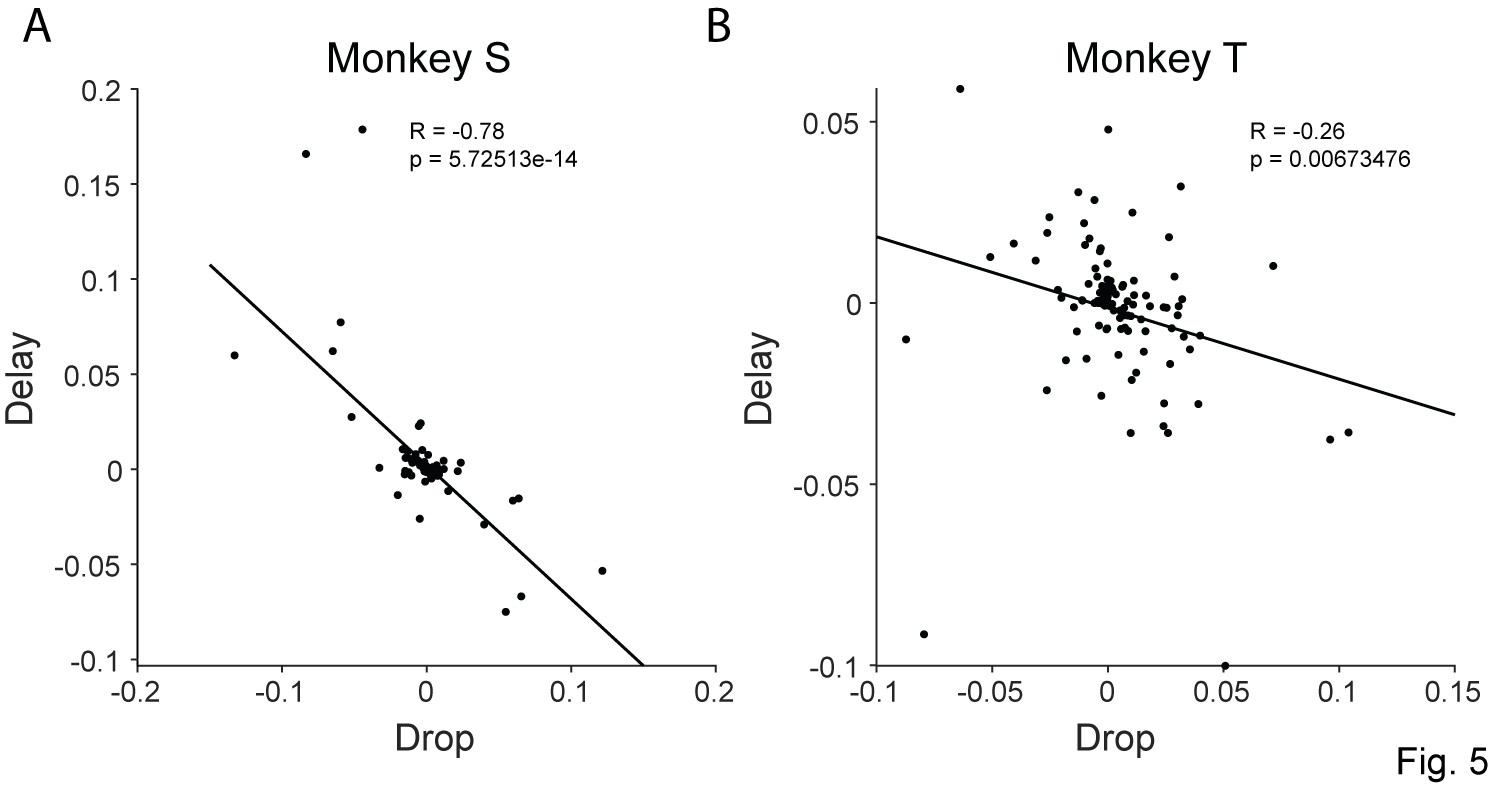 A
Monkey S
R = -0.78
p = 5.72513e-14
0.2
0.15
0.1
0.05
0
-0.05
-0.1
Delay
-0.2
-0.1
0
0.1
0.2
Drop
B
Monkey T
R = -0.26
p = 0.00673476
0.05
0
-0.05
-0.1
Delay
-0.1
-0.05
0
0.05
0.1
0.15
Drop
Fig. 5